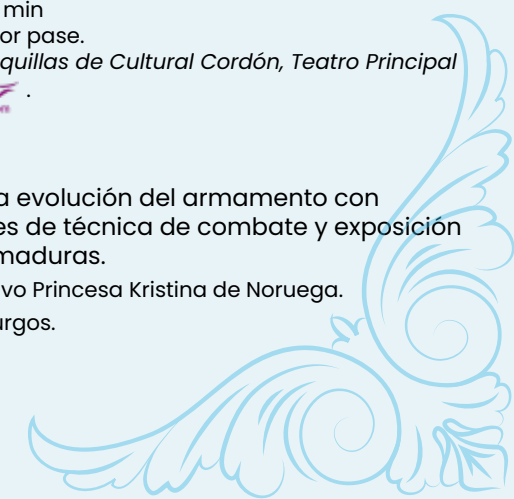 min
or pase.
quillas de Cultural Cordón, Teatro Principal
.
a evolución del armamento con
es de técnica de combate y exposición
maduras.
vo Princesa Kristina de Noruega.
urgos.